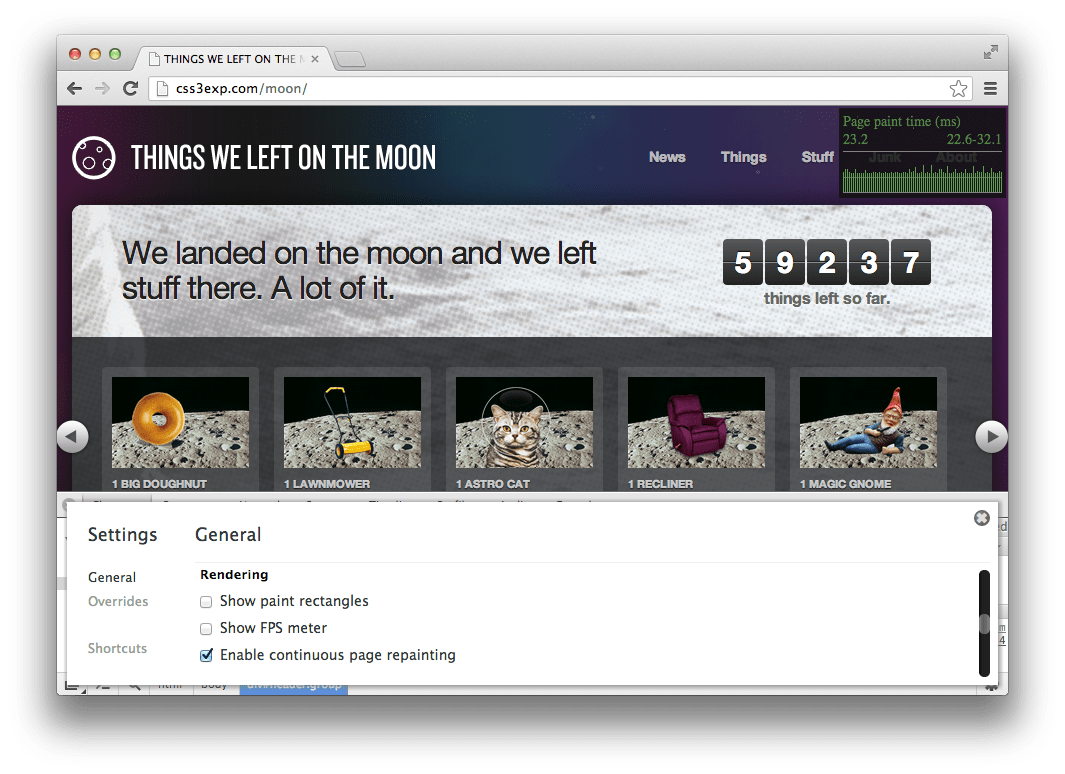 THINGS WE LEFT ON THE
css3exp.com/moon/
THINGS WE LEFT ON THE MOON
News Things Stuff Junk About
Page paint time (ms)
23.2 22.6-32.1
We landed on the moon and we left
stuff there. A lot of it.
5 9 2 3 7
things left so far.
1 BIG DOUGHNUT
1 LAWNMOWER
1 ASTRO CAT
1 RECLINER
1 MAGIC GNOME
Settings
General
General
Overrides
Shortcuts
Rendering
Show paint rectangles
Show FPS meter
Enable continuous page repainting
html body